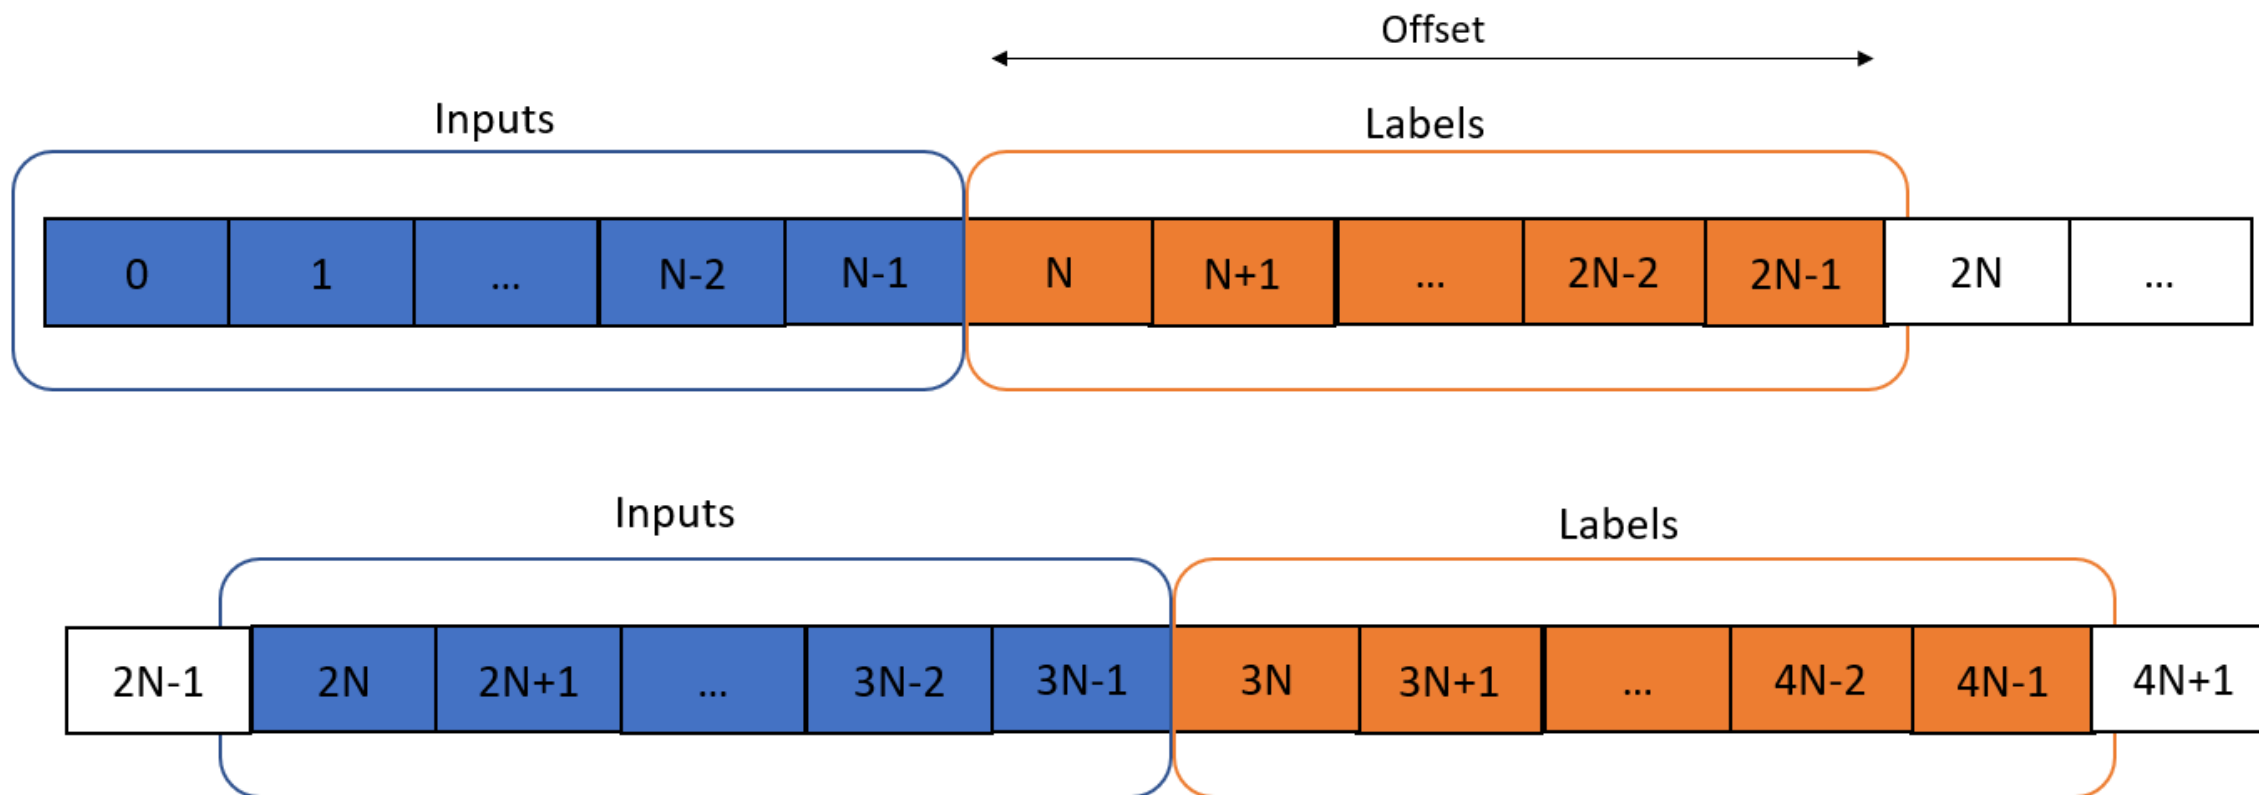 Offset
Inputs
Labels
0 1 ... N-2 N-1 N N+1 ... 2N-2 2N-1 2N ...
Inputs
Labels
2N-1 2N 2N+1 ... 3N-2 3N-1 3N 3N+1 ... 4N-2 4N-1 4N+1